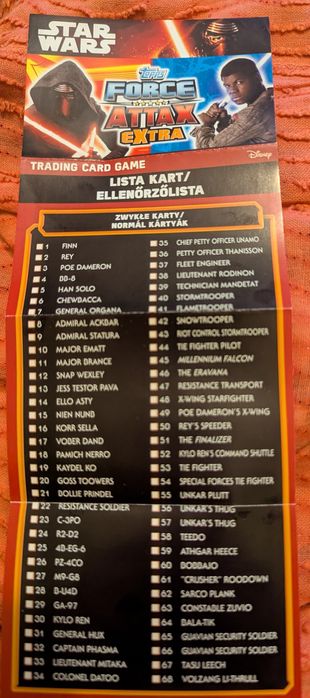 STAR
WARS
Topps
FORCE
ATTAX
EXTRA
TRADING CARD GAME
Disney
LISTA KART/
ELLENŐRZŐLISTA
ZWYKŁE KARTY/
NORMÁL KÁRTYÁK
1 FINN
2 REY
3 POE DAMERON
4 BB-8
5 HAN SOLO
6 CHEWBACCA
7 GENERAL ORGANA
8 ADMIRAL ACKBAR
9 ADMIRAL STATURA
10 MAJOR EMATT
11 MAJOR BRANCE
12 SNAP WEXLEY
13 JESS TESTOR PAVA
14 ELLO ASTY
15 NIEN NUNB
16 KORR SELLA
17 VOBER DAND
18 PAMICH NERRO
19 KAYDEL KO
20 GOSS TOOWERS
21 BOLLIE PRINDEL
22 RESISTANCE SOLDIER
23 C-3PO
24 R2-D2
25 4B-EG-6
26 PZ-4CO
27 M9-G8
28 B-U4D
29 GA-97
30 KYLO REN
31 GENERAL HUX
32 CAPTAIN PHASMA
33 LIEUTENANT MITAKA
34 COLONEL DATOO
35 CHIEF PETTY OFFICER UNAMO
36 PETTY OFFICER THANISSON
37 FLEET ENGINEER
38 LIEUTENANT RODINON
39 TECHNICIAN MANDETAT
40 STORMTROOPER
41 FLAMETROOPER
42 SNOWTROOPER
43 RIOT CONTROL STORMTROOPER
44 TIE FIGHTER PILOT
45 MILLENNIUM FALCON
46 THE ERAVANA
47 RESISTANCE TRANSPORT
48 X-WING STARFIGHTER
49 POE DAMERON'S X-WING
50 REY'S SPEEDER
51 THE FINALIZER
52 KYLO REN'S COMMAND SHUTTLE
53 TIE FIGHTER
54 SPECIAL FORCES TIE FIGHTER
55 UNKAR PLUTT
56 UNKAR'S THUG
57 UNKAR'S THUG
58 TEEDO
59 ATHGAR HEECE
60 BOBBAJO
61 "CRUSHER" ROODOWN
62 SARCO PLANK
63 CONSTABLE ZUVIO
64 BALA-TIK
65 GUAVIAN SECURITY SOLDIER
66 GUAVIAN SECURITY SOLDIER
67 TASU LEECH
68 VOLZANG LI-THRULL